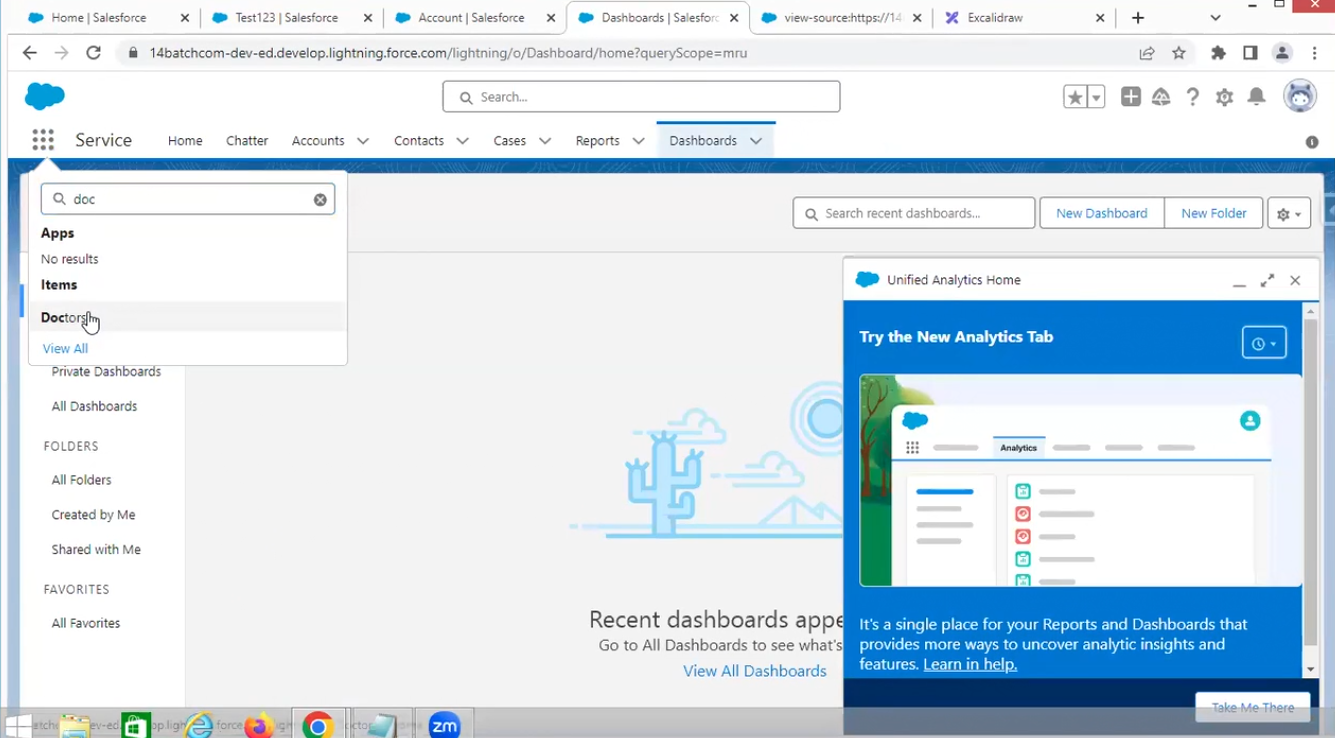 Home | Salesforce
Test123 | Salesforce
Account | Salesforce
Dashboards | Salesforc
view-source:https://14
Excalidraw
14batchcom-dev-ed.develop.lightning.force.com/lightning/o/Dashboard/home?queryScope=mru
Search...
Service
Home
Chatter
Accounts
Contacts
Cases
Reports
Dashboards
doc
Search recent dashboards...
New Dashboard
New Folder
Apps
No results
Items
Doctors
View All
Private Dashboards
All Dashboards
FOLDERS
All Folders
Created by Me
Shared with Me
FAVORITES
All Favorites
Recent dashboards appe
Go to All Dashboards to see what's
View All Dashboards
Unified Analytics Home
Try the New Analytics Tab
Analytics
It's a single place for your Reports and Dashboards that
provides more ways to uncover analytic insights and
features. Learn in help.
Take Me There
zm